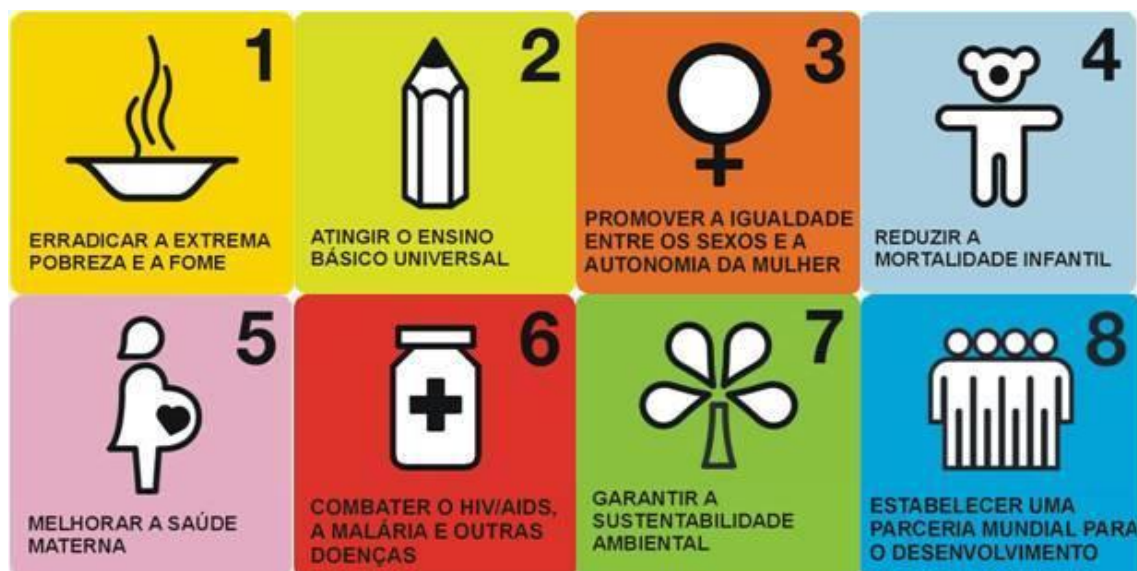 1
ERRADICAR A EXTREMA
POBREZA E A FOME
2
ATINGIR O ENSINO
BÁSICO UNIVERSAL
3
PROMOVER A IGUALDADE
ENTRE OS SEXOS E A
AUTONOMIA DA MULHER
4
REDUZIR A
MORTALIDADE INFANTIL
5
MELHORAR A SAÚDE
MATERNA
6
COMBATER O HIV/AIDS,
A MALÁRIA E OUTRAS
DOENÇAS
7
GARANTIR A
SUSTENTABILIDADE
AMBIENTAL
8
ESTABELECER UMA
PARCERIA MUNDIAL PARA
O DESENVOLVIMENTO